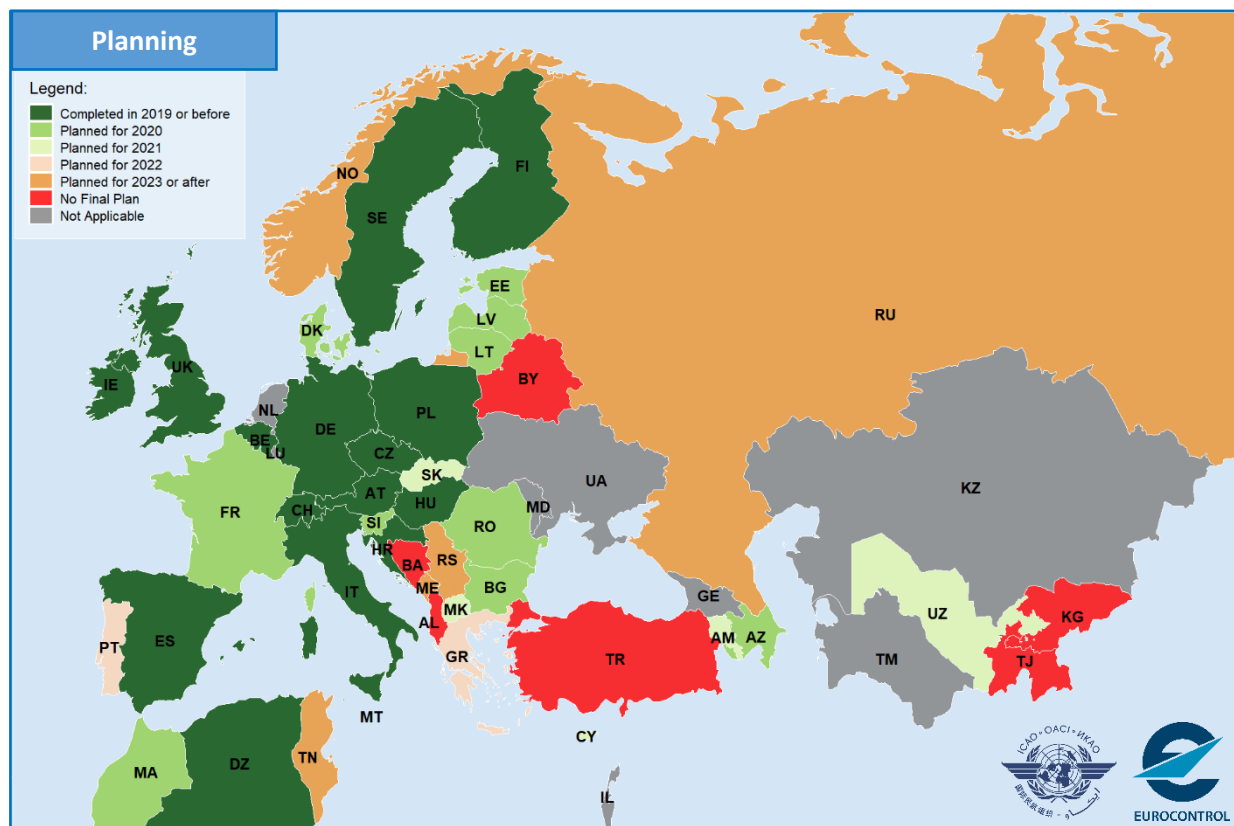 Planning
Legend:
Completed in 2019 or before
Planned for 2020
Planned for 2021
Planned for 2022
Planned for 2023 or after
No Final Plan
Not Applicable
NO
FI
SE
EE
RU
LV
DK
LT
UK
IE
BY
NL
DE
PL
BE
LU
CZ
UA
SK
KZ
AT
HU
MD
CH
FR
SI
RO
HR
RS
BA
IT
BG
ME
GE
MK
UZ
KG
AL
ES
PT
AM
AZ
GR
TR
TM
TJ
MT
CY
MA
DZ
TN
IL
ICAO • OACI • ИКАО
EUROCONTROL